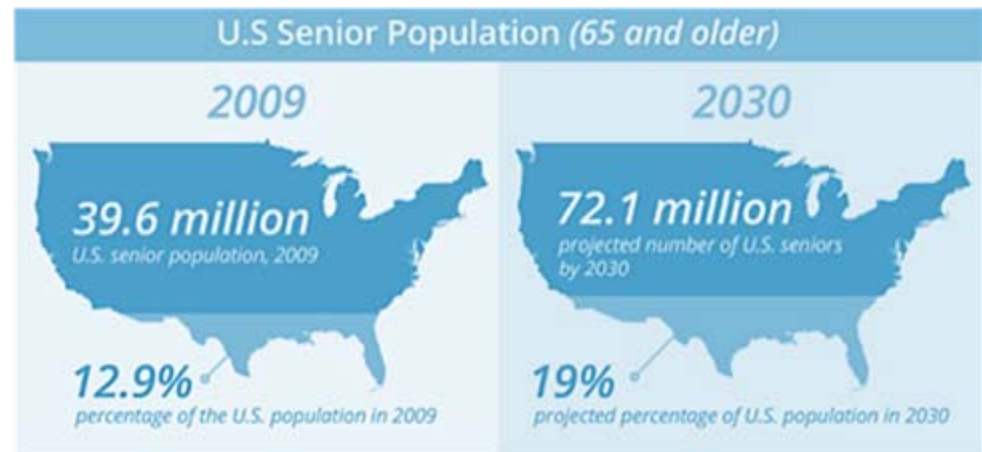 U.S Senior Population (65 and older)
2009
39.6 million
U.S. senior population, 2009
12.9%
percentage of the U.S. population in 2009
2030
72.1 million
projected number of U.S. seniors
by 2030
19%
projected percentage of U.S. population in 2030